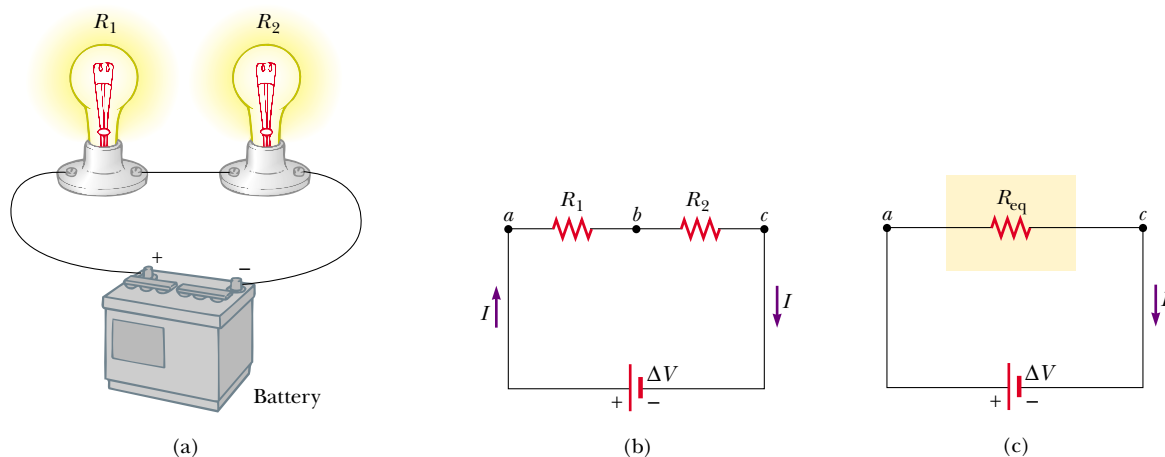 R1
R2
+
−
Battery
(a)
a
R1
b
R2
c
I
I
ΔV
+
−
(b)
a
Req
c
I
ΔV
+
−
(c)